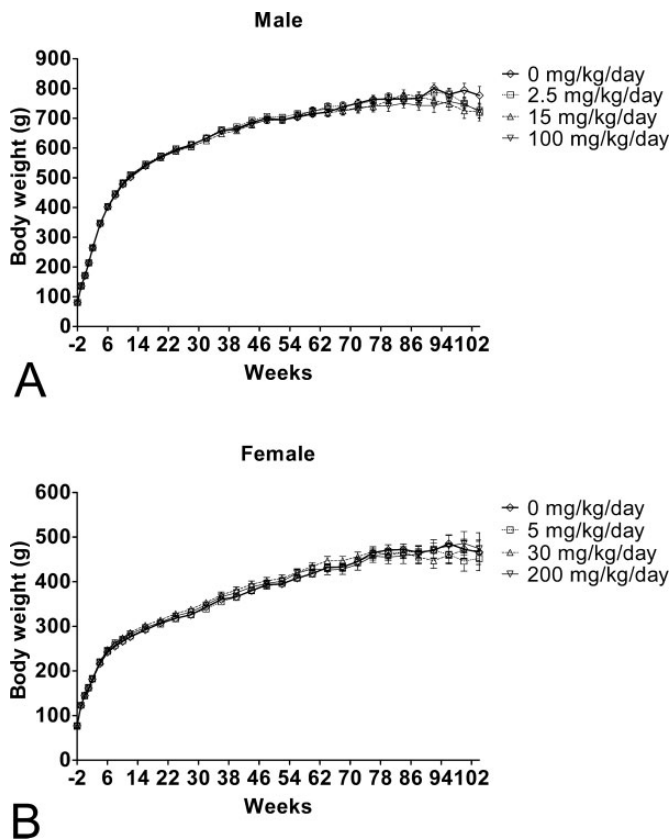 Male
Body weight (g)
900
800
700
600
500
400
300
200
100
0
-2 6 14 22 30 38 46 54 62 70 78 86 94 102
Weeks
0 mg/kg/day
2.5 mg/kg/day
15 mg/kg/day
100 mg/kg/day
A
Female
Body weight (g)
600
500
400
300
200
100
0
-2 6 14 22 30 38 46 54 62 70 78 86 94 102
Weeks
0 mg/kg/day
5 mg/kg/day
30 mg/kg/day
200 mg/kg/day
B